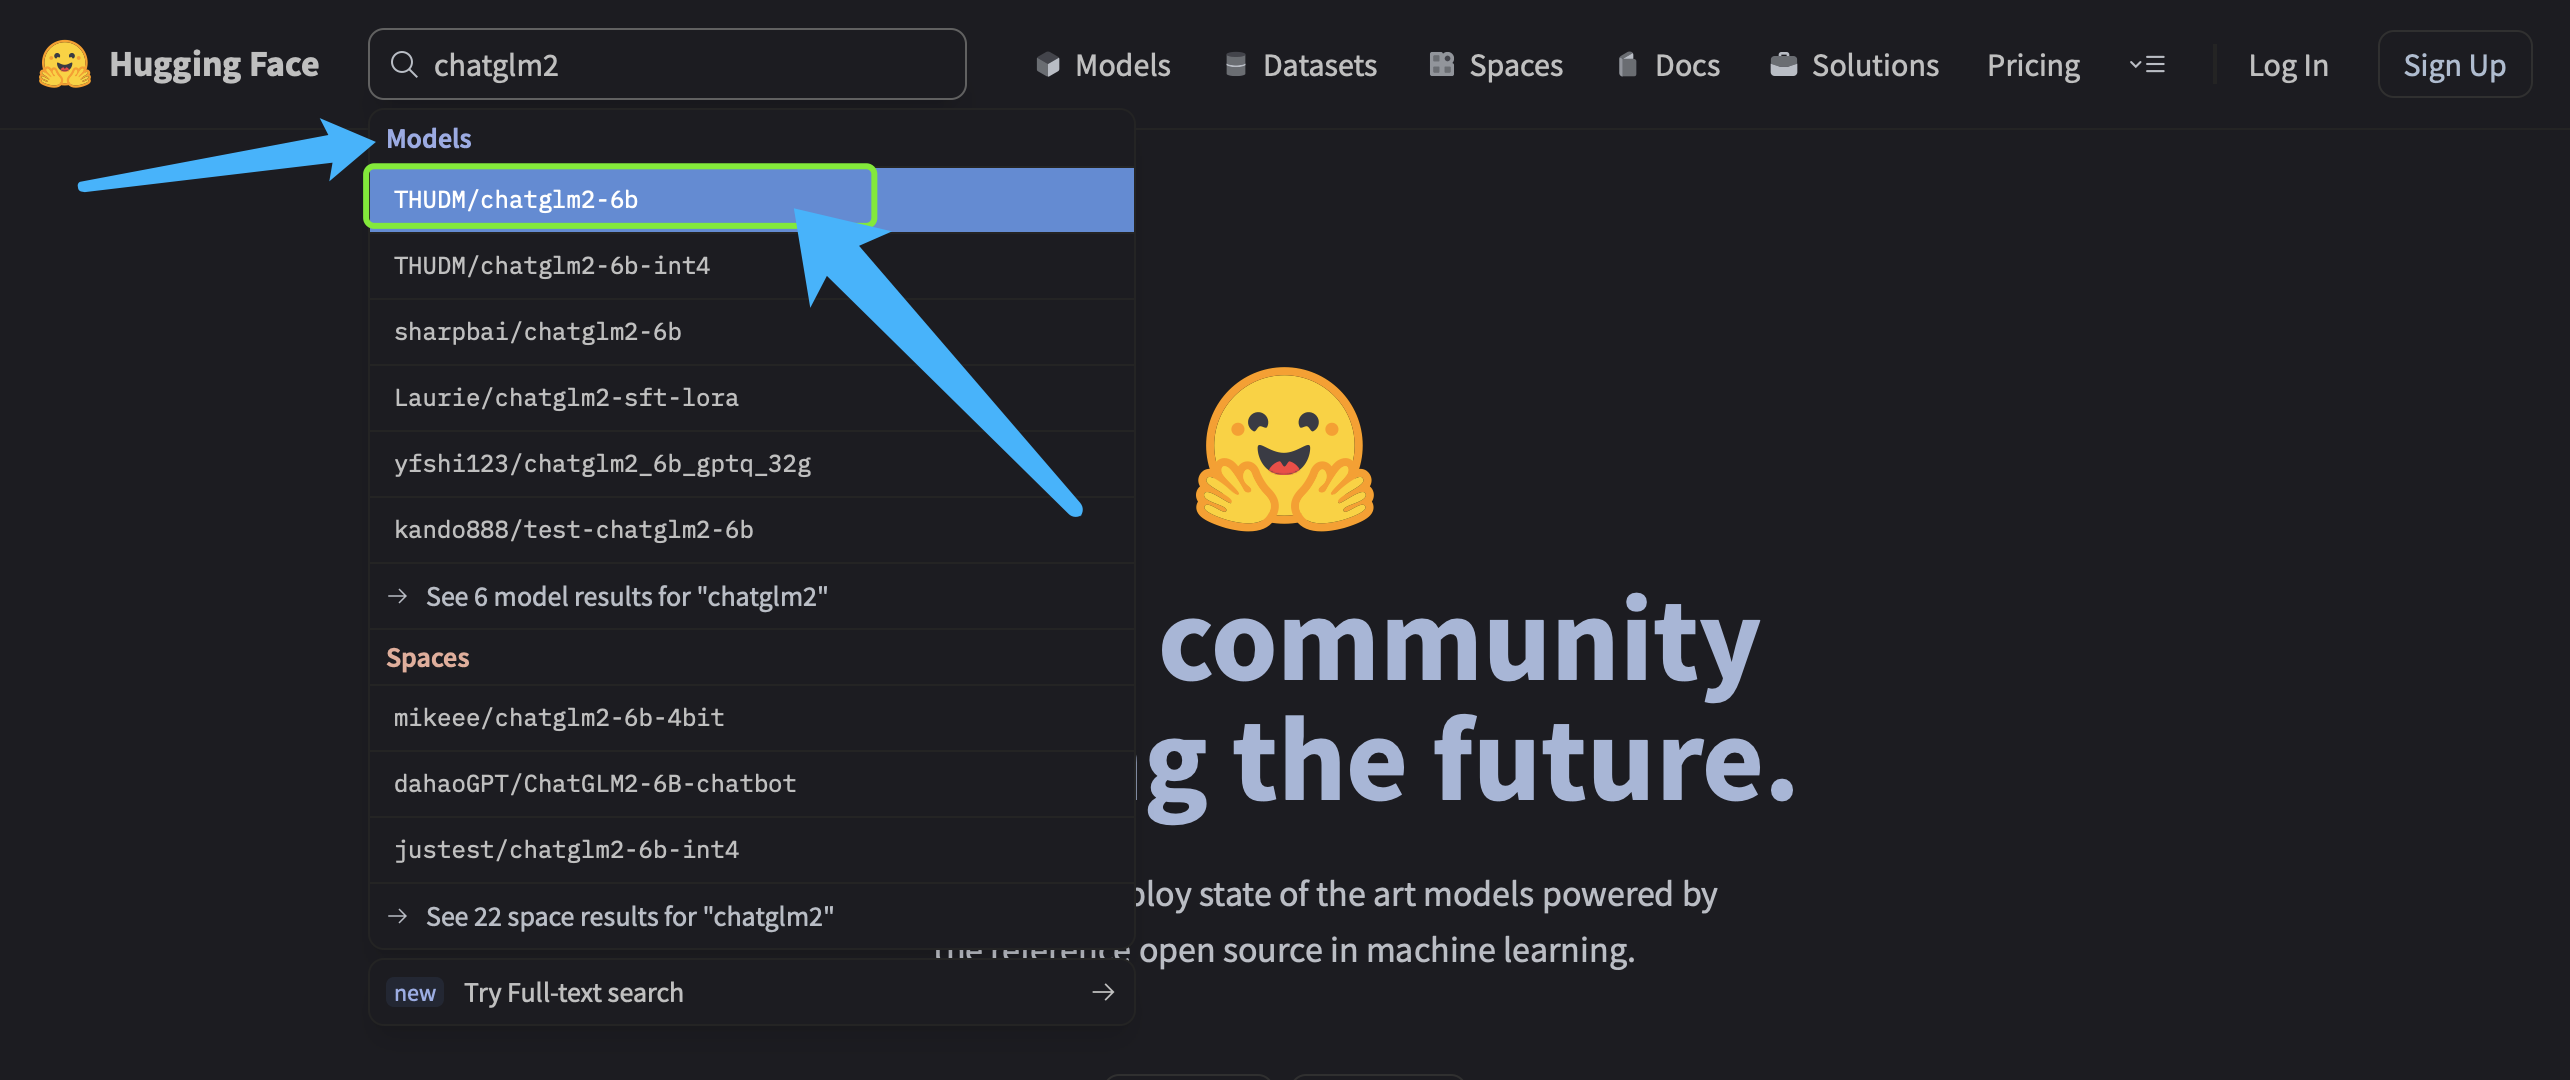 Hugging Face
chatglm2
Models
Datasets
Spaces
Docs
Solutions
Pricing
Log In
Sign Up
Models
THUDM/chatglm2-6b
THUDM/chatglm2-6b-int4
sharpbai/chatglm2-6b
Laurie/chatglm2-sft-lora
yfshi123/chatglm2_6b_gptq_32g
kando888/test-chatglm2-6b
See 6 model results for "chatglm2"
Spaces
mikeee/chatglm2-6b-4bit
dahaoGPT/ChatGLM2-6B-chatbot
justest/chatglm2-6b-int4
See 22 space results for "chatglm2"
new Try Full-text search
community
g the future.
ploy state of the art models powered by
the reference open source in machine learning.